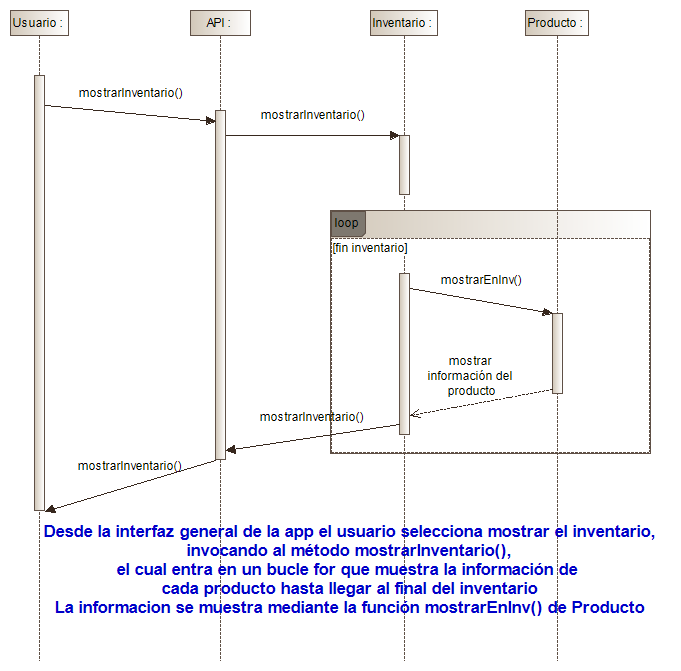 Usuario :
API :
Inventario :
Producto :
mostrarInventario()
mostrarInventario()
loop
[fin inventario]
mostrarEnInv()
mostrar
información del
producto
mostrarInventario()
mostrarInventario()
Desde la interfaz general de la app el usuario selecciona mostrar el inventario,
invocando al método mostrarInventario(),
el cual entra en un bucle for que muestra la información de
cada producto hasta llegar al final del inventario
La informacion se muestra mediante la función mostrarEnInv() de Producto